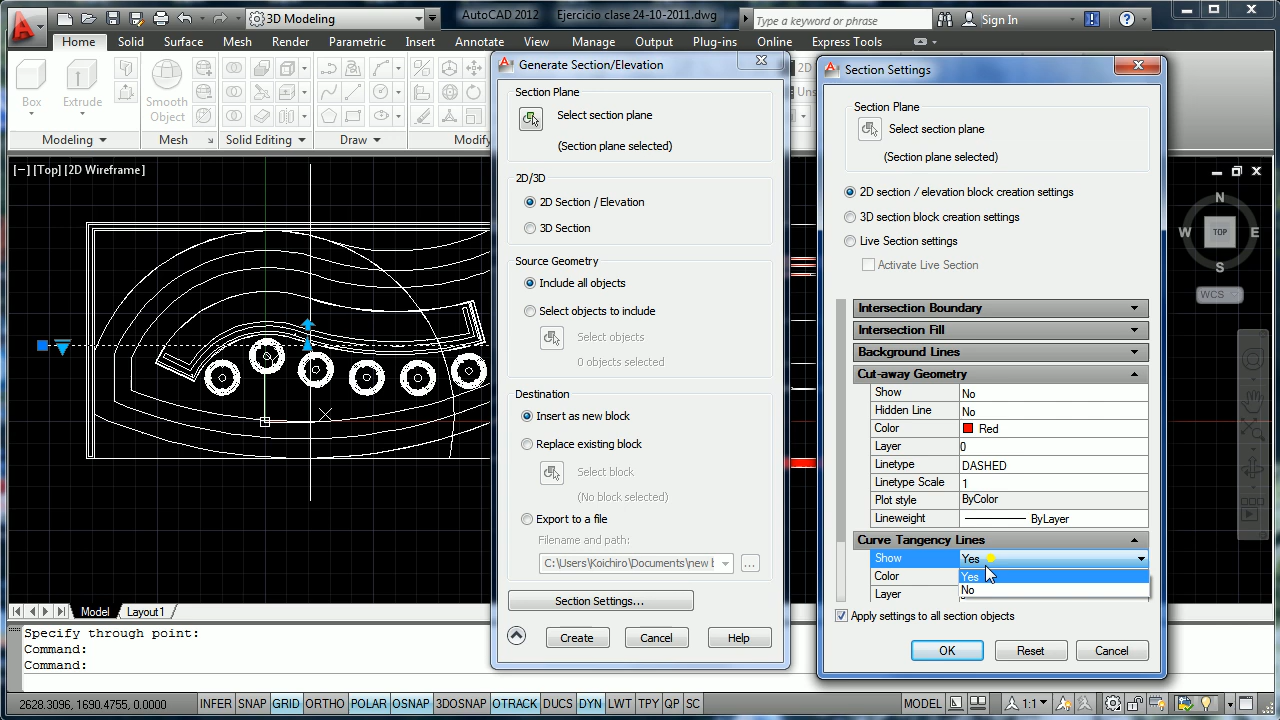 3D Modeling
AutoCAD 2012
Ejercicio clase 24-10-2011.dwg
Type a keyword or phrase
Sign In
Home
Solid
Surface
Mesh
Render
Parametric
Insert
Annotate
View
Manage
Output
Plug-ins
Online
Express Tools
Box
Extrude
Smooth
Object
Modeling
Mesh
Solid Editing
Modify
[−] [Top] [2D Wireframe]
Generate Section/Elevation
Section Plane
Select section plane
(Section plane selected)
2D/3D
2D Section / Elevation
3D Section
Source Geometry
Include all objects
Select objects to include
Select objects
0 objects selected
Destination
Insert as new block
Replace existing block
Select block
(No block selected)
Export to a file
Filename and path:
C:\Users\Koichiro\Documents\new b
...
Section Settings...
Create
Cancel
Help
Section Settings
Section Plane
Select section plane
(Section plane selected)
2D section / elevation block creation settings
3D section block creation settings
Live Section settings
Activate Live Section
Intersection Boundary
Intersection Fill
Background Lines
Cut-away Geometry
Show No
Hidden Line No
Color Red
Layer 0
Linetype DASHED
Linetype Scale 1
Plot style ByColor
Lineweight ByLayer
Curve Tangency Lines
Show Yes
Color Yes
No
Layer
Apply settings to all section objects
OK
Reset
Cancel
N
W TOP E
S
WCS
Model
Layout1
Specify through point:
Command:
Command:
2628.3096, 1690.4755, 0.0000
INFER SNAP GRID ORTHO POLAR OSNAP 3DOSNAP OTRACK DUCS DYN LWT TPY QP SC
MODEL
1:1